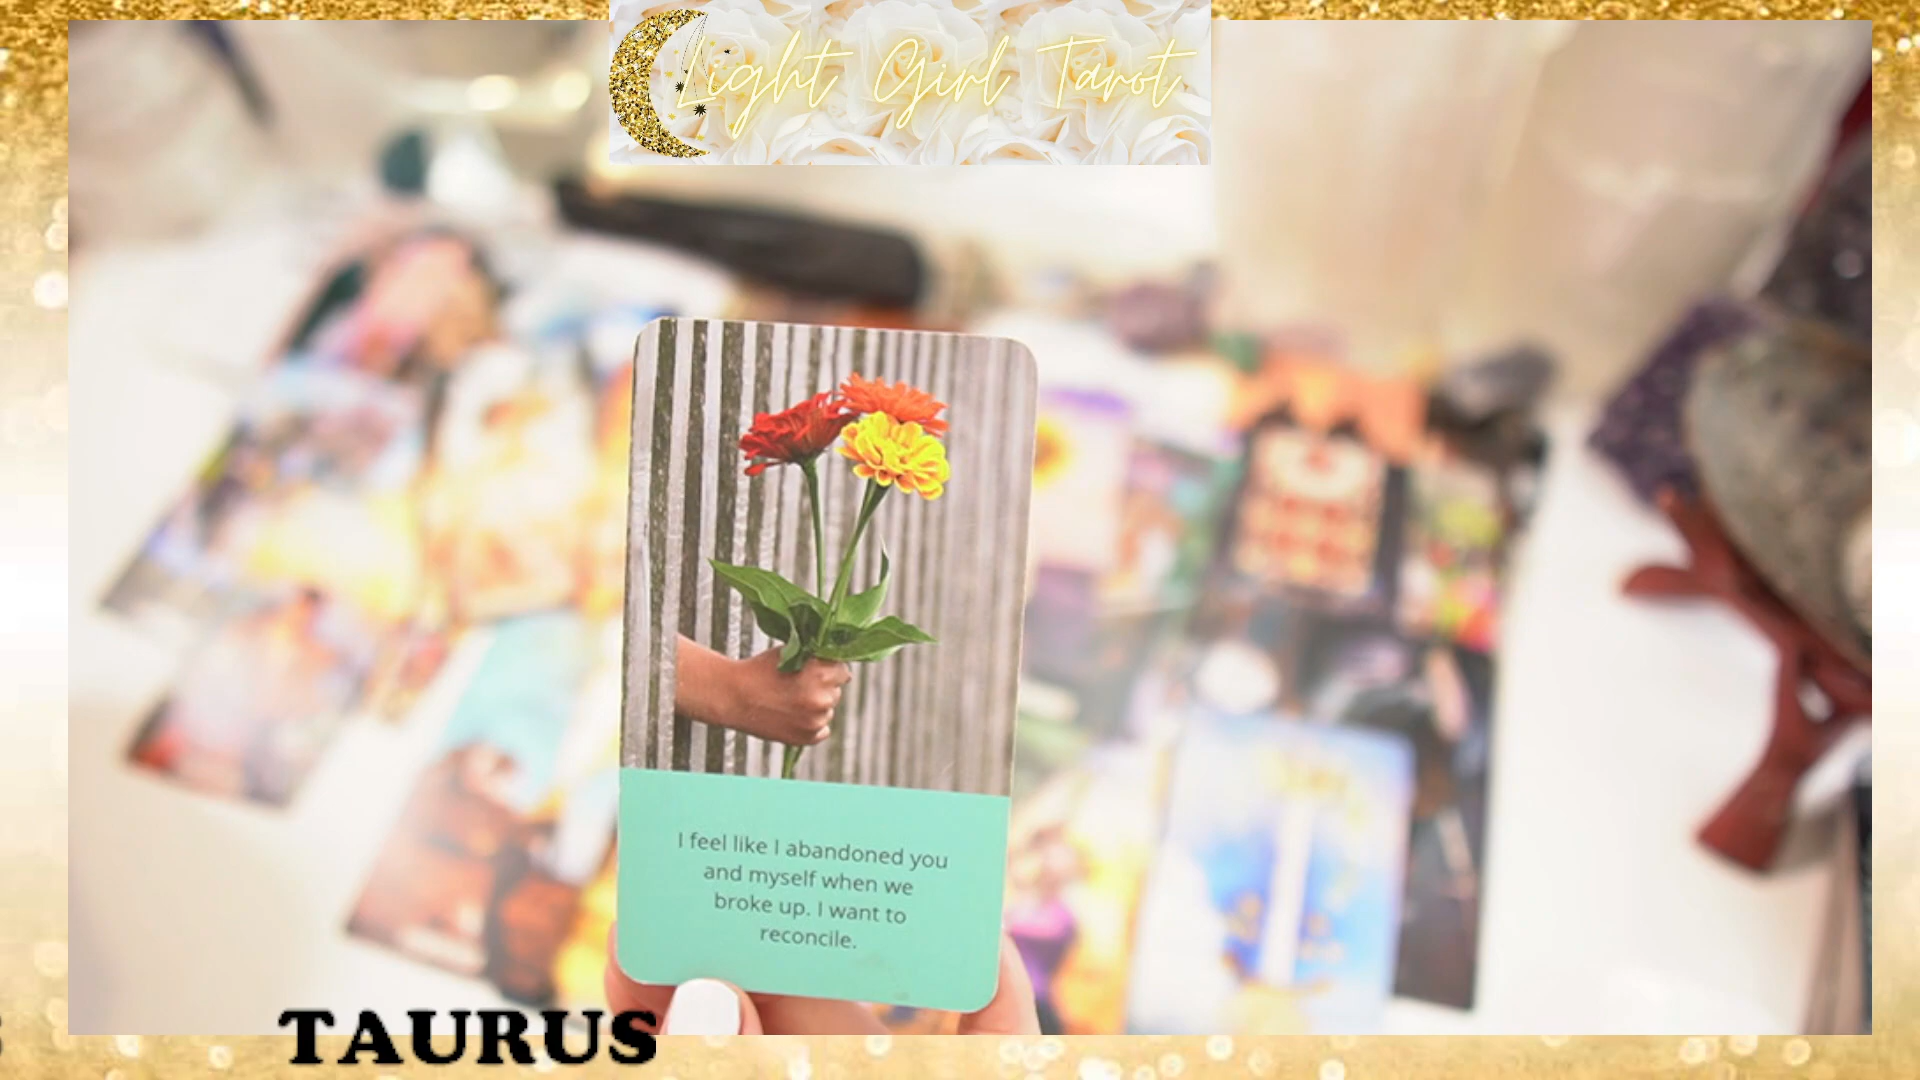 Light Girl Tarot
I feel like I abandoned you
and myself when we
broke up. I want to
reconcile.
TAURUS